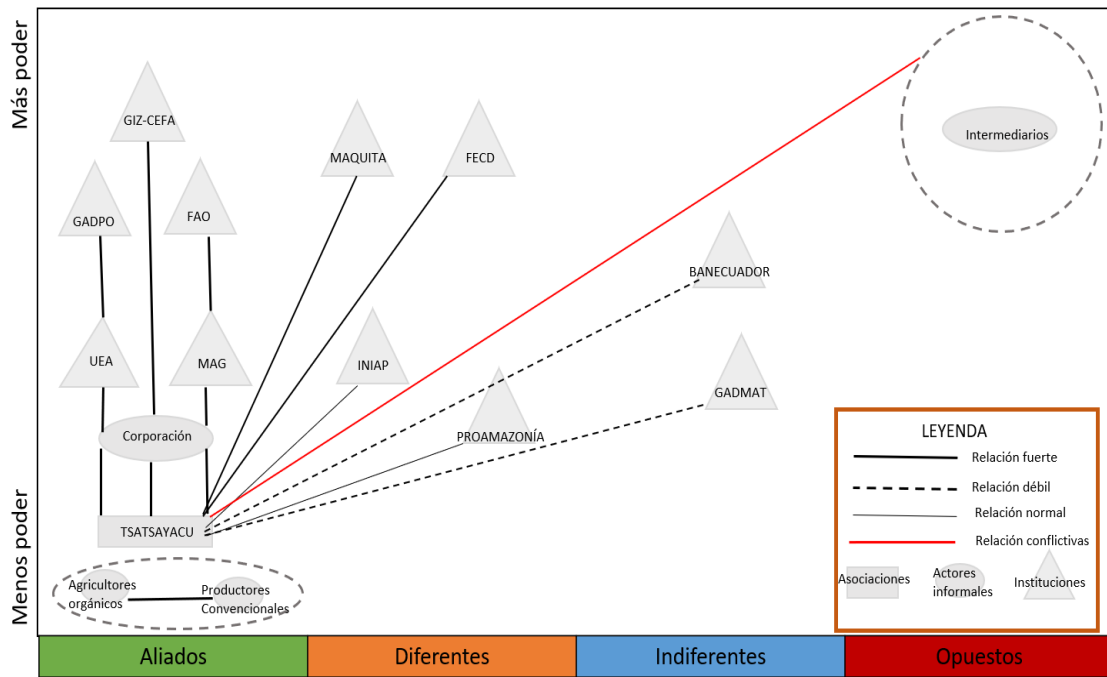 Más poder
Menos poder
GIZ-CEFA
GADPO
FAO
MAQUITA
FECD
Intermediarios
BANECUADOR
UEA
MAG
INIAP
GADMAT
Corporación
PROAMAZONÍA
TSATSAYACU
Agricultores
orgánicos
Productores
Convencionales
LEYENDA
Relación fuerte
Relación débil
Relación normal
Relación conflictivas
Asociaciones
Actores
informales
Instituciones
Aliados
Diferentes
Indiferentes
Opuestos